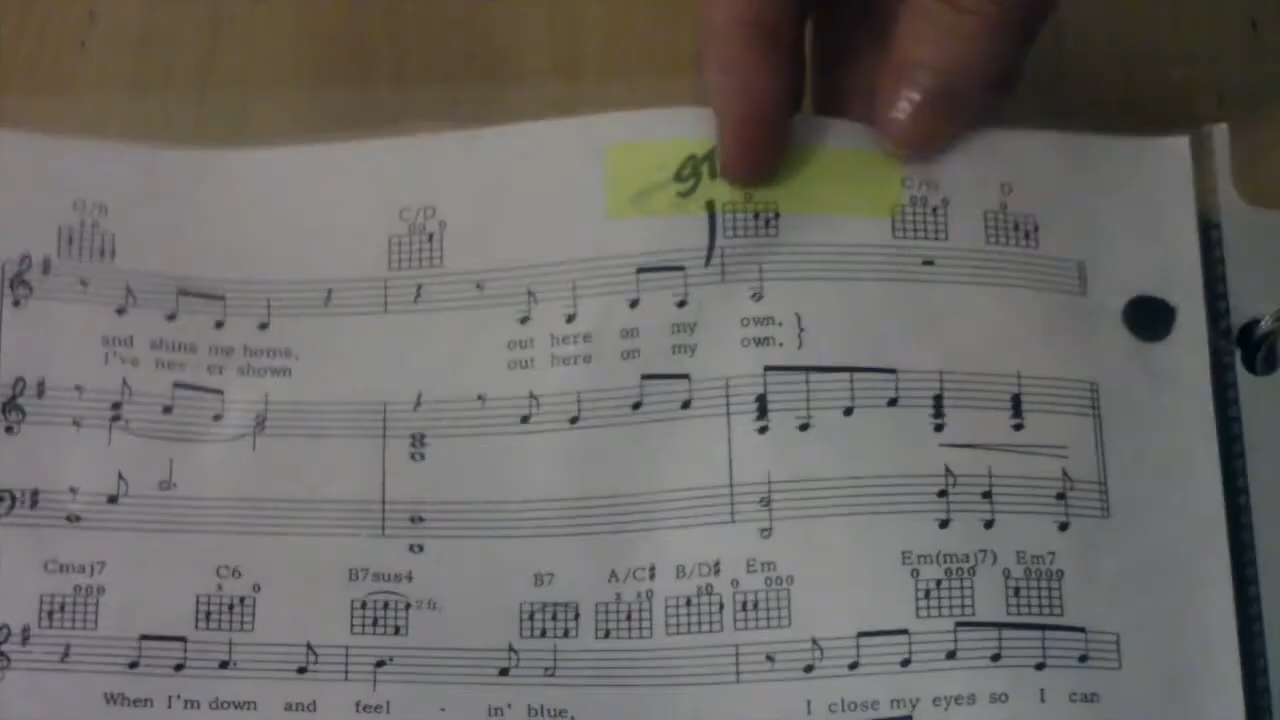 C/D
C/G D
and shine me home, out here on my own.
I've nev - er shown out here on my own.
Cmaj7 C6 B7sus4 B7 A/C♯ B/D♯ Em Em(maj7) Em7
2fr.
When I'm down and feel - in' blue, I close my eyes so I can